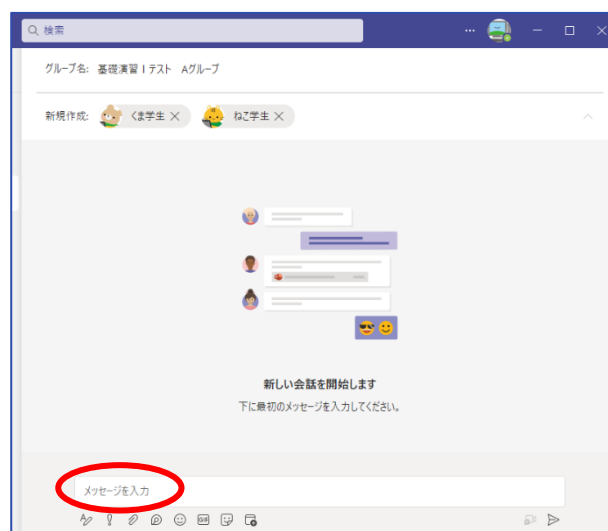 検索
グループ名: 基礎演習Ⅰテスト Aグループ
新規作成: くま学生 ねこ学生
新しい会話を開始します
下に最初のメッセージを入力してください。
メッセージを入力
GIF